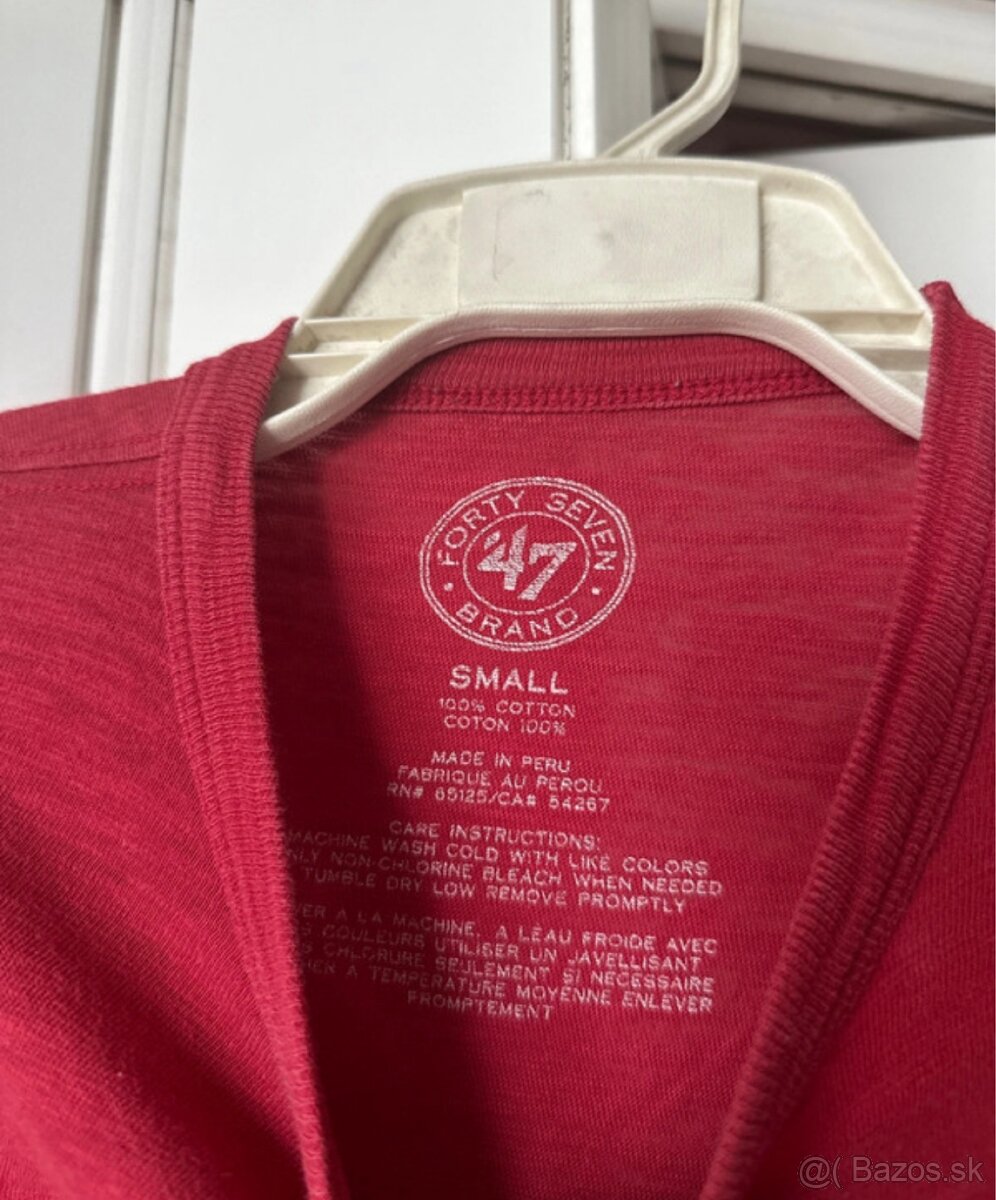 FORTY SEVEN
'47
BRAND
SMALL
100% COTTON
COTON 100%
MADE IN PERU
FABRIQUE AU PEROU
RN# 65125/CA# 54267
CARE INSTRUCTIONS:
MACHINE WASH COLD WITH LIKE COLORS
NON-CHLORINE BLEACH WHEN NEEDED
TUMBLE DRY LOW REMOVE PROMPTLY
A LA MACHINE, A LEAU FROIDE AVEC
COULEURS UTILISER UN JAVELLISANT
CHLORURE SEULEMENT SI NECESSAIRE
A TEMPERATURE MOYENNE ENLEVER
PROMPTEMENT
@( Bazos.sk